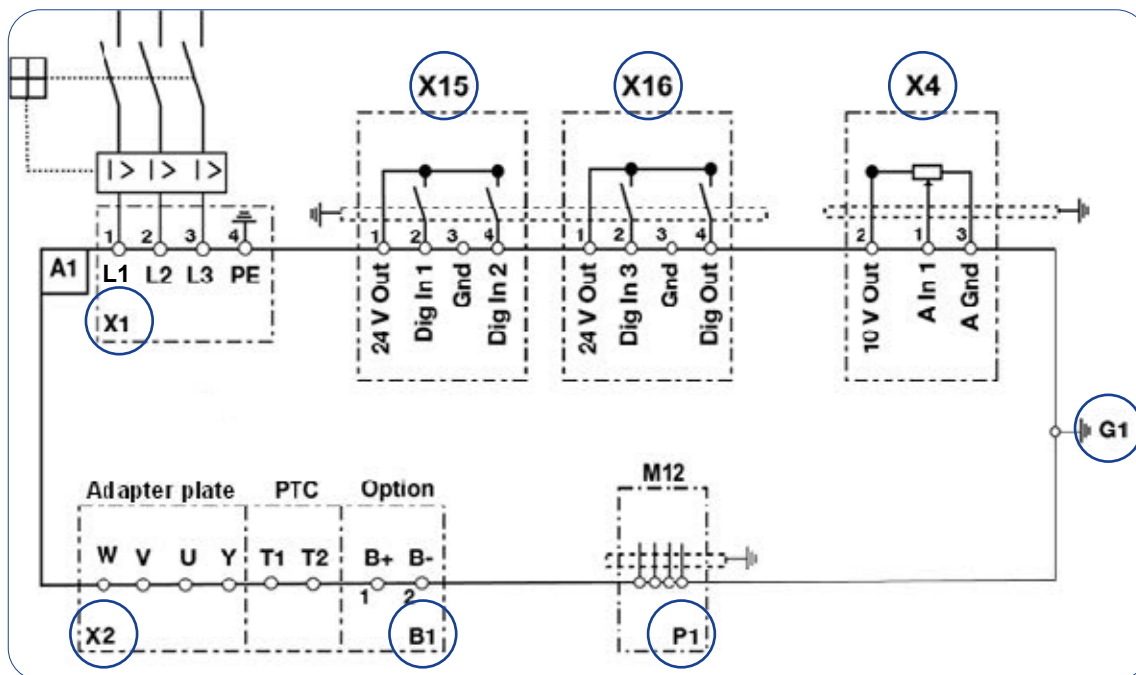 X15 X16 X4
I> I> I>
1 2 3 4 1 2 3 4 1 2 3 4 2 1 3
A1 L1 L2 L3 PE
24 V Out
Dig In 1
Gnd
Dig In 2
24 V Out
Dig In 3
Gnd
Dig Out
10 V Out
A In 1
A Gnd
X1
G1
M12
Adapter plate PTC Option
W V U Y T1 T2 B+ B-
1 2
X2 B1 P1